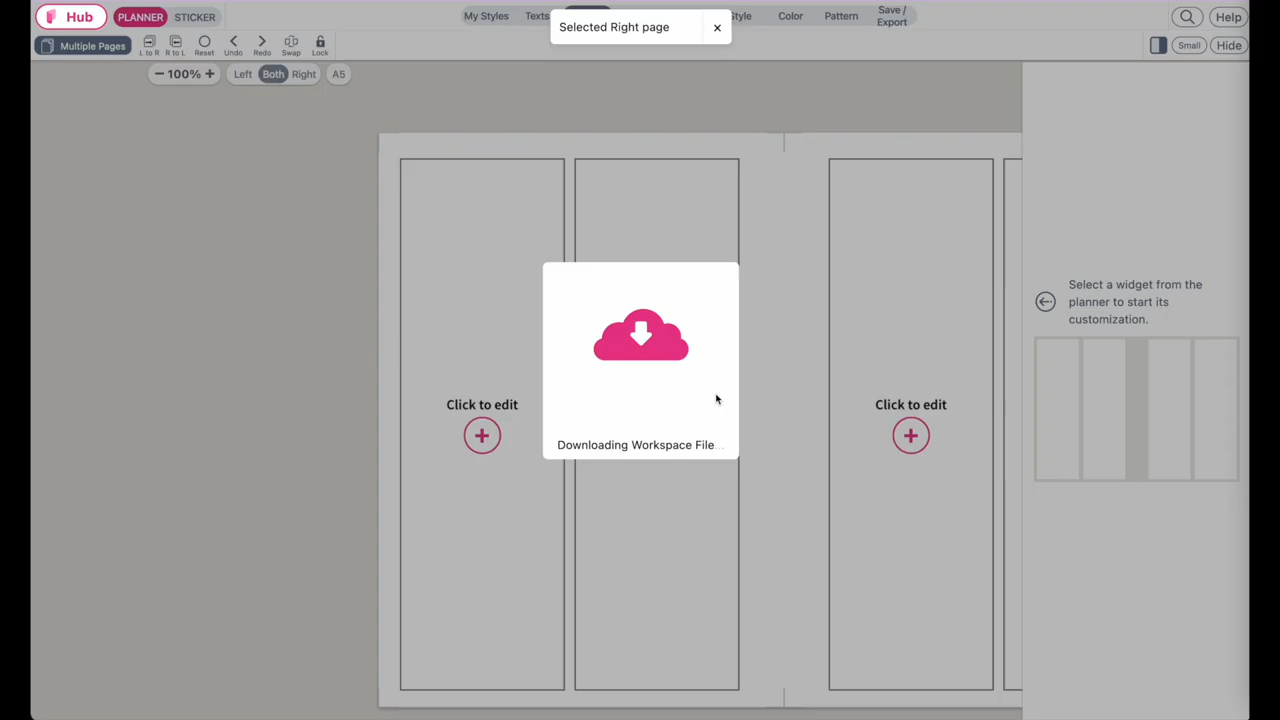 Hub
PLANNER
STICKER
My Styles
Texts
Style
Color
Pattern
Save /
Export
Help
Selected Right page
Multiple Pages
L to R
R to L
Reset
Undo
Redo
Swap
Lock
Small
Hide
100%
Left
Both
Right
A5
Select a widget from the
planner to start its
customization.
Click to edit
Click to edit
Downloading Workspace File...